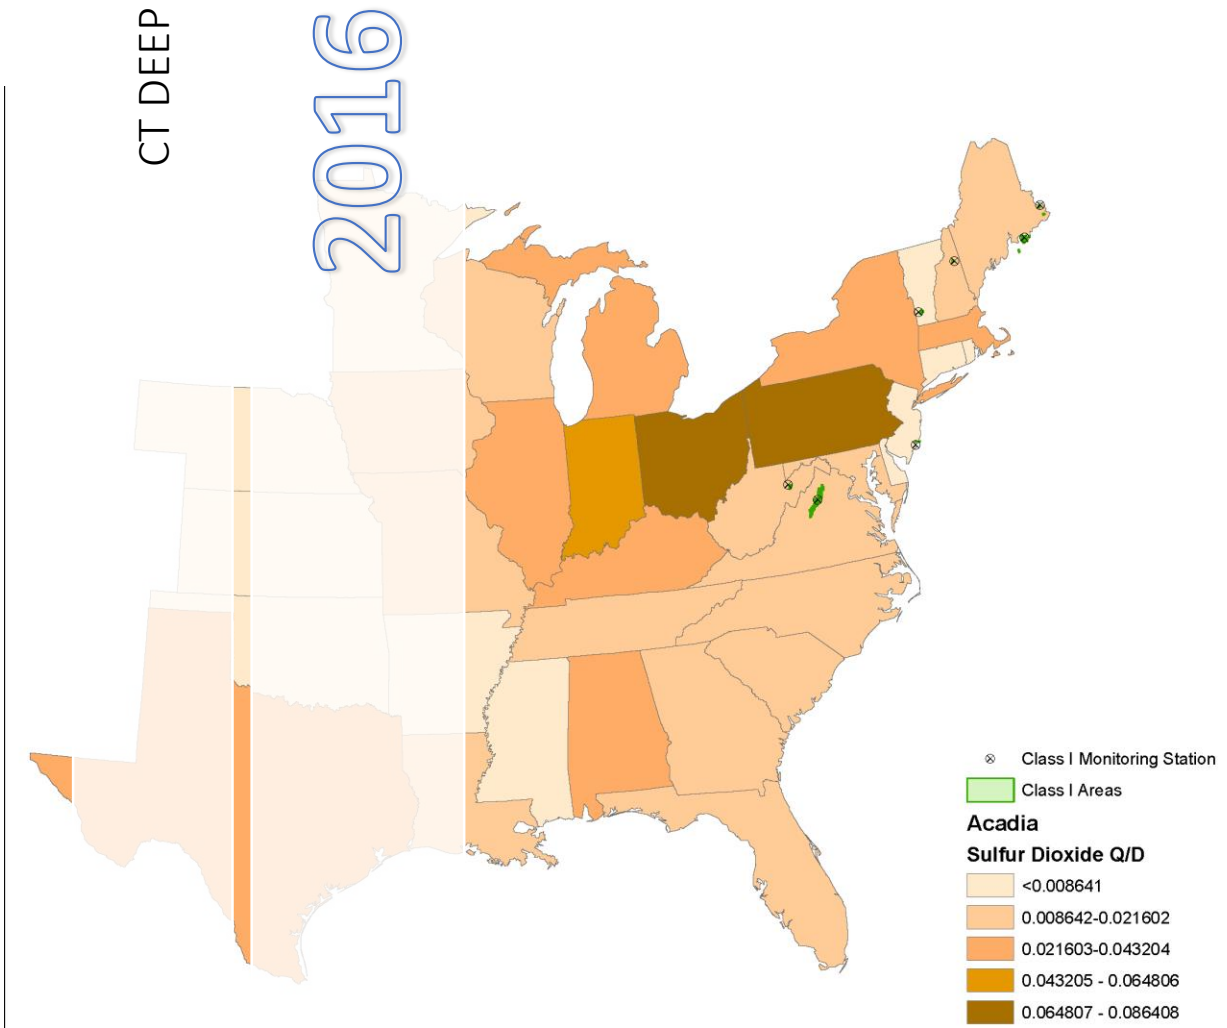 CT DEEP
2016
Class I Monitoring Station
Class I Areas
Acadia
Sulfur Dioxide Q/D
<0.008641
0.008642-0.021602
0.021603-0.043204
0.043205 - 0.064806
0.064807 - 0.086408